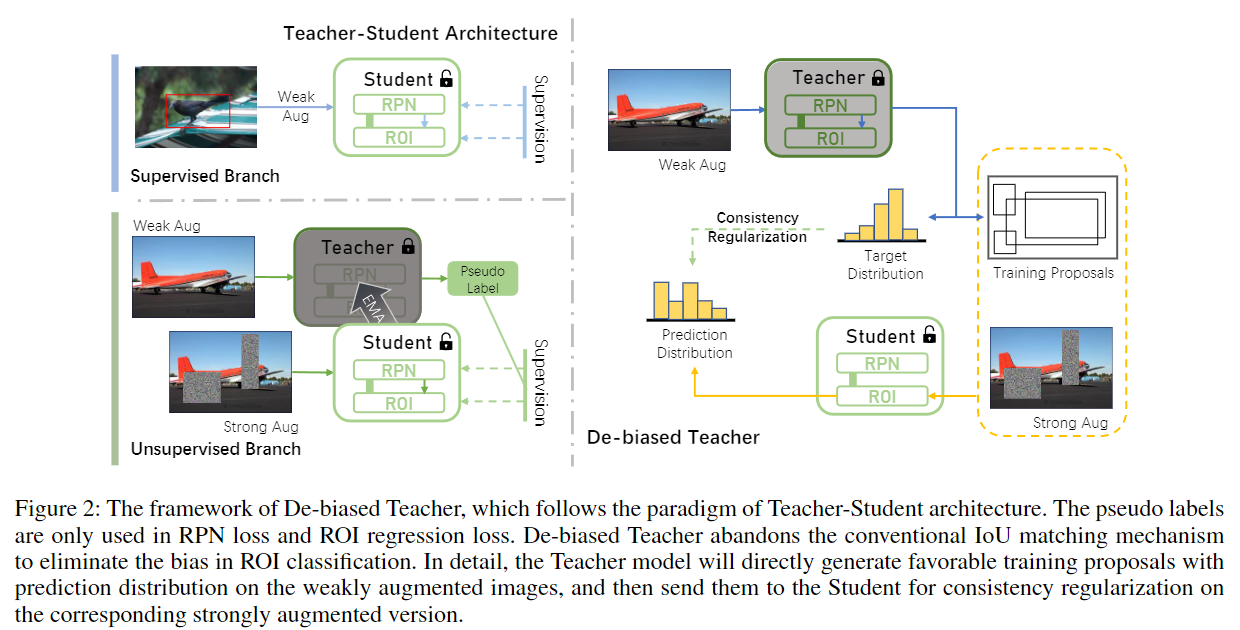 Teacher-Student Architecture
Student
RPN
ROI
Weak
Aug
Supervision
Supervised Branch
Weak Aug
Teacher
RPN
EMA
Pseudo
Label
Student
RPN
ROI
Supervision
Strong Aug
Unsupervised Branch
Teacher
RPN
ROI
Weak Aug
Consistency
Regularization
Target
Distribution
Training Proposals
Prediction
Distribution
Student
RPN
ROI
Strong Aug
De-biased Teacher
Figure 2: The framework of De-biased Teacher, which follows the paradigm of Teacher-Student architecture. The pseudo labels
are only used in RPN loss and ROI regression loss. De-biased Teacher abandons the conventional IoU matching mechanism
to eliminate the bias in ROI classification. In detail, the Teacher model will directly generate favorable training proposals with
prediction distribution on the weakly augmented images, and then send them to the Student for consistency regularization on
the corresponding strongly augmented version.